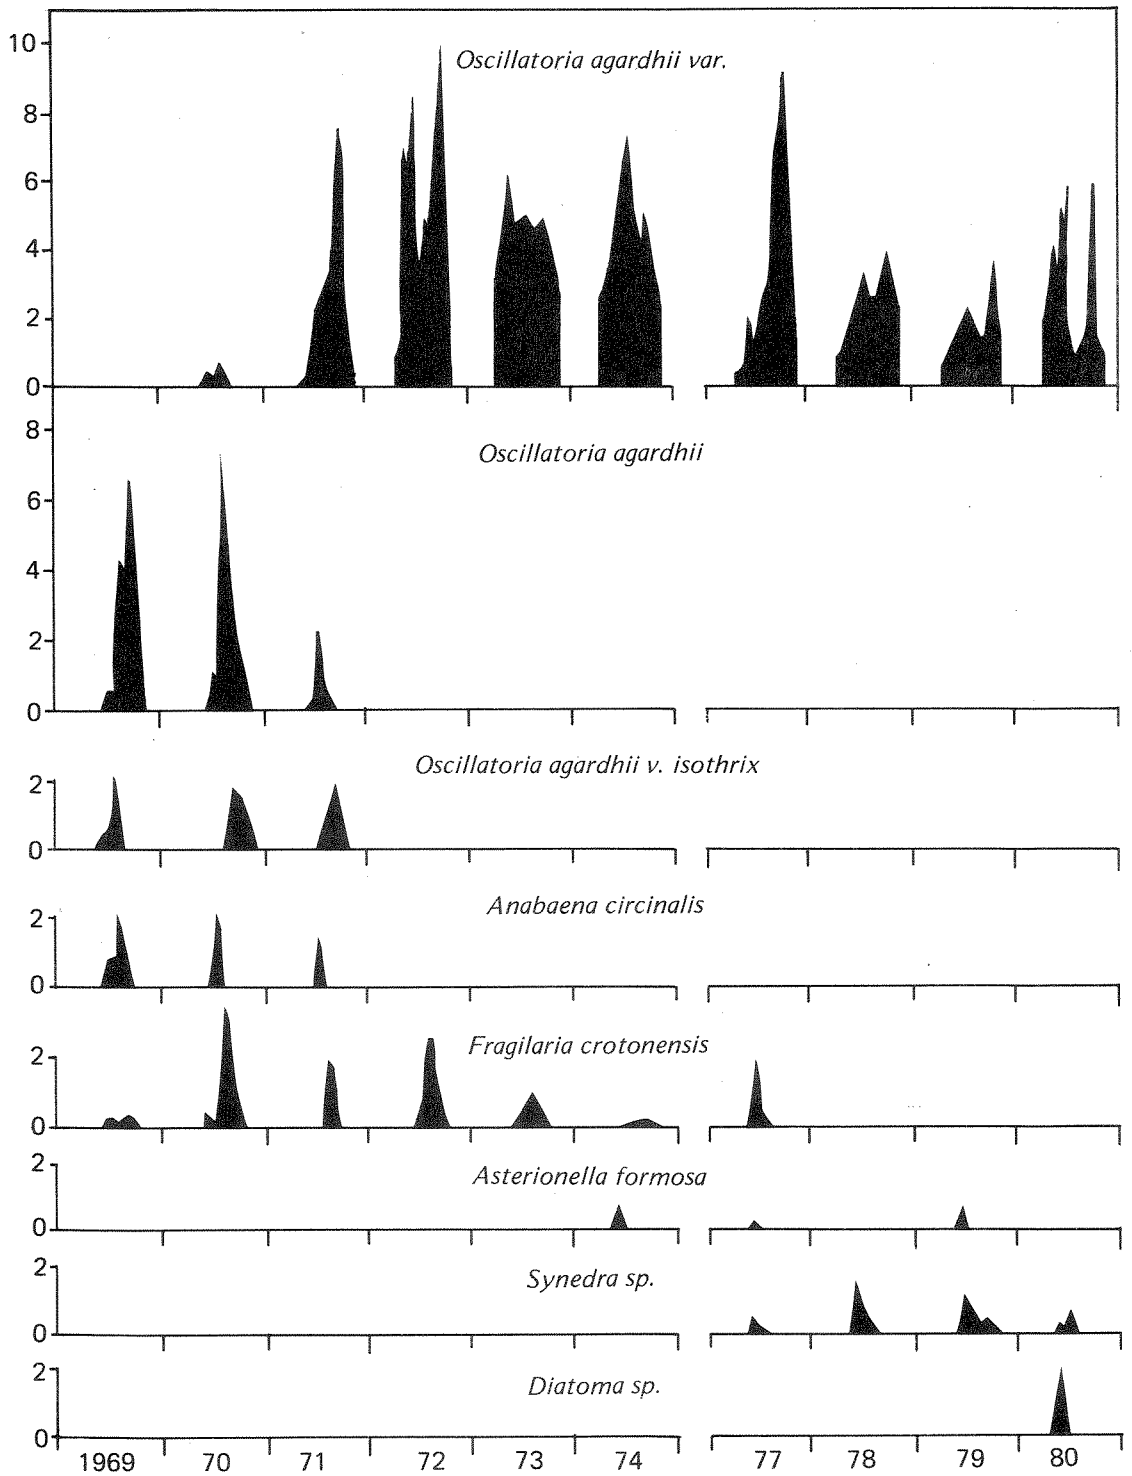 10
Oscillatoria agardhii var.
8
6
4
2
0
8
Oscillatoria agardhii
6
4
2
0
Oscillatoria agardhii v. isothrix
2
0
Anabaena circinalis
2
0
Fragilaria crotonensis
2
0
Asterionella formosa
2
0
Synedra sp.
2
0
Diatoma sp.
2
0
1969 70 71 72 73 74 77 78 79 80